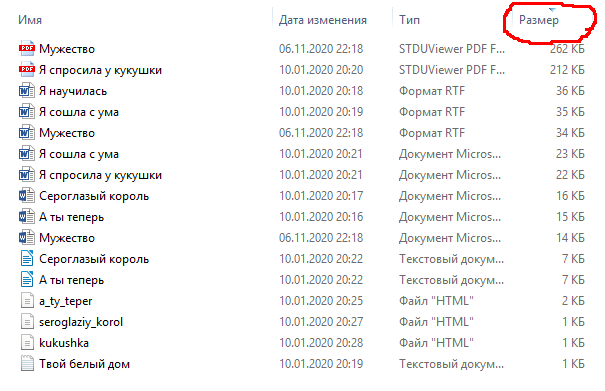 Имя Дата изменения Тип Размер
Мужество 06.11.2020 22:18 STDUViewer PDF F... 262 КБ
Я спросила у кукушки 10.01.2020 20:20 STDUViewer PDF F... 212 КБ
Я научилась 10.01.2020 20:18 Формат RTF 36 КБ
Я сошла с ума 10.01.2020 20:19 Формат RTF 35 КБ
Мужество 06.11.2020 22:18 Формат RTF 34 КБ
Я сошла с ума 10.01.2020 20:21 Документ Micros... 23 КБ
Я спросила у кукушки 10.01.2020 20:21 Документ Micros... 22 КБ
Сероглазый король 10.01.2020 20:17 Документ Micros... 16 КБ
А ты теперь 10.01.2020 20:16 Документ Micros... 15 КБ
Мужество 06.11.2020 22:18 Документ Micros... 14 КБ
Сероглазый король 10.01.2020 20:22 Текстовый докум... 7 КБ
А ты теперь 10.01.2020 20:22 Текстовый докум... 7 КБ
a_ty_teper 10.01.2020 20:25 Файл "HTML" 2 КБ
seroglaziy_korol 10.01.2020 20:27 Файл "HTML" 1 КБ
kukushka 10.01.2020 20:28 Файл "HTML" 1 КБ
Твой белый дом 10.01.2020 20:19 Текстовый докум... 1 КБ